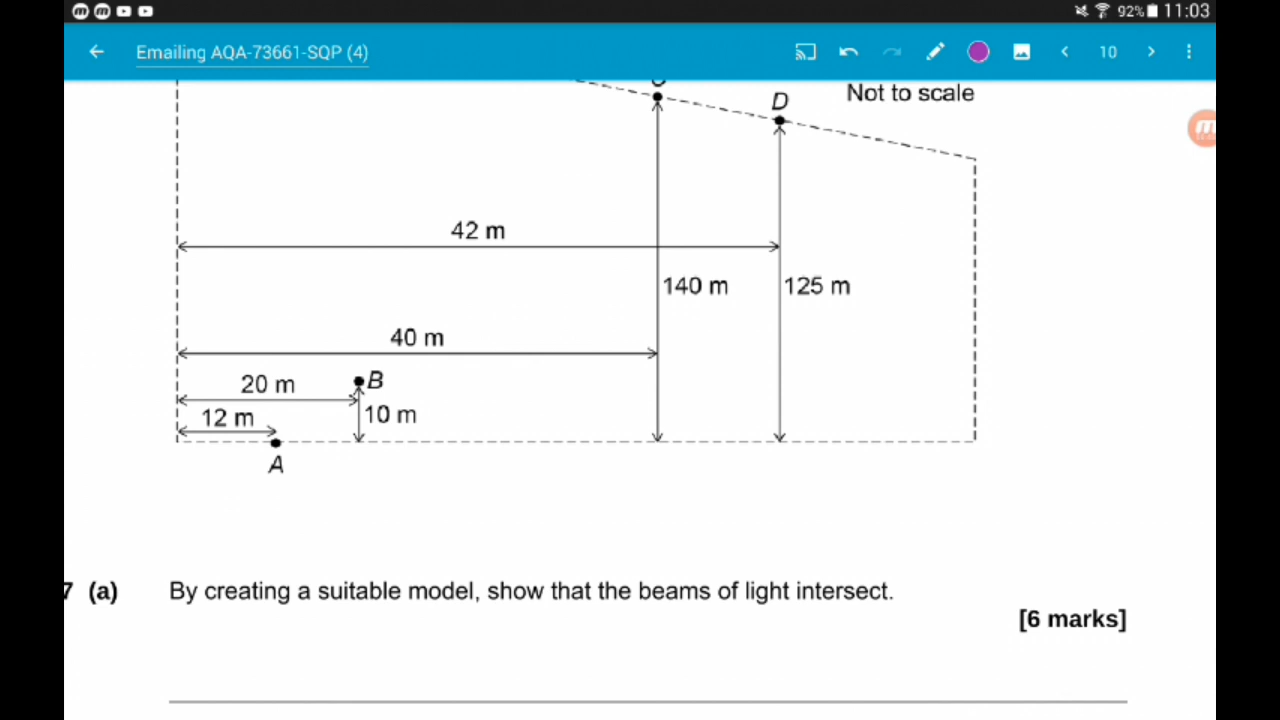 92% 11:03
Emailing AQA-73661-SQP (4)
10
D
Not to scale
42 m
140 m
125 m
40 m
20 m
B
12 m
10 m
A
7 (a) By creating a suitable model, show that the beams of light intersect.
[6 marks]